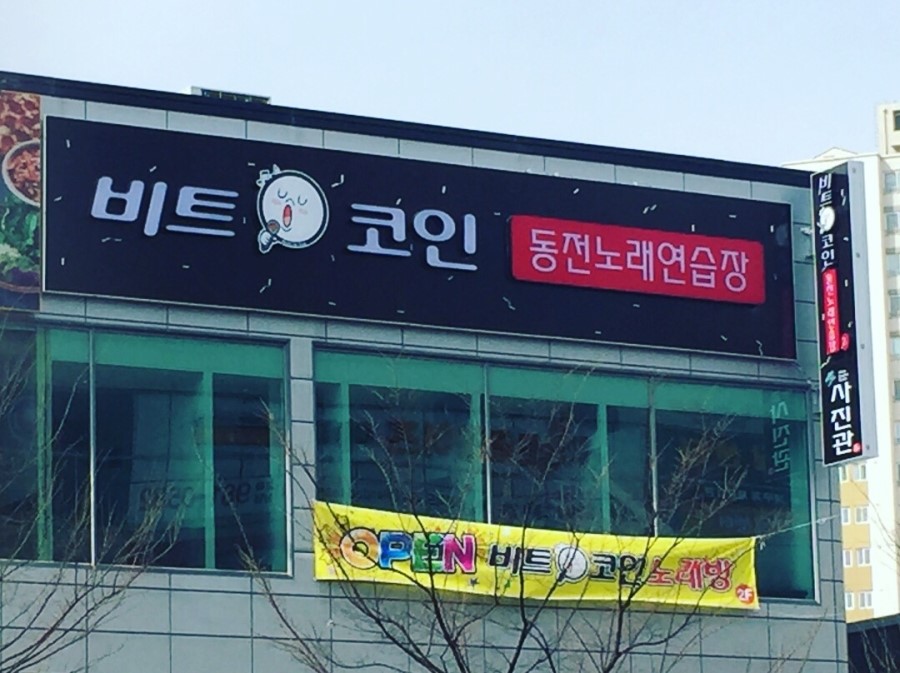 비트 코인 동전노래연습장
비트
코인
동전노래연습장
사진관
OPEN 비트 코인 노래방 2F